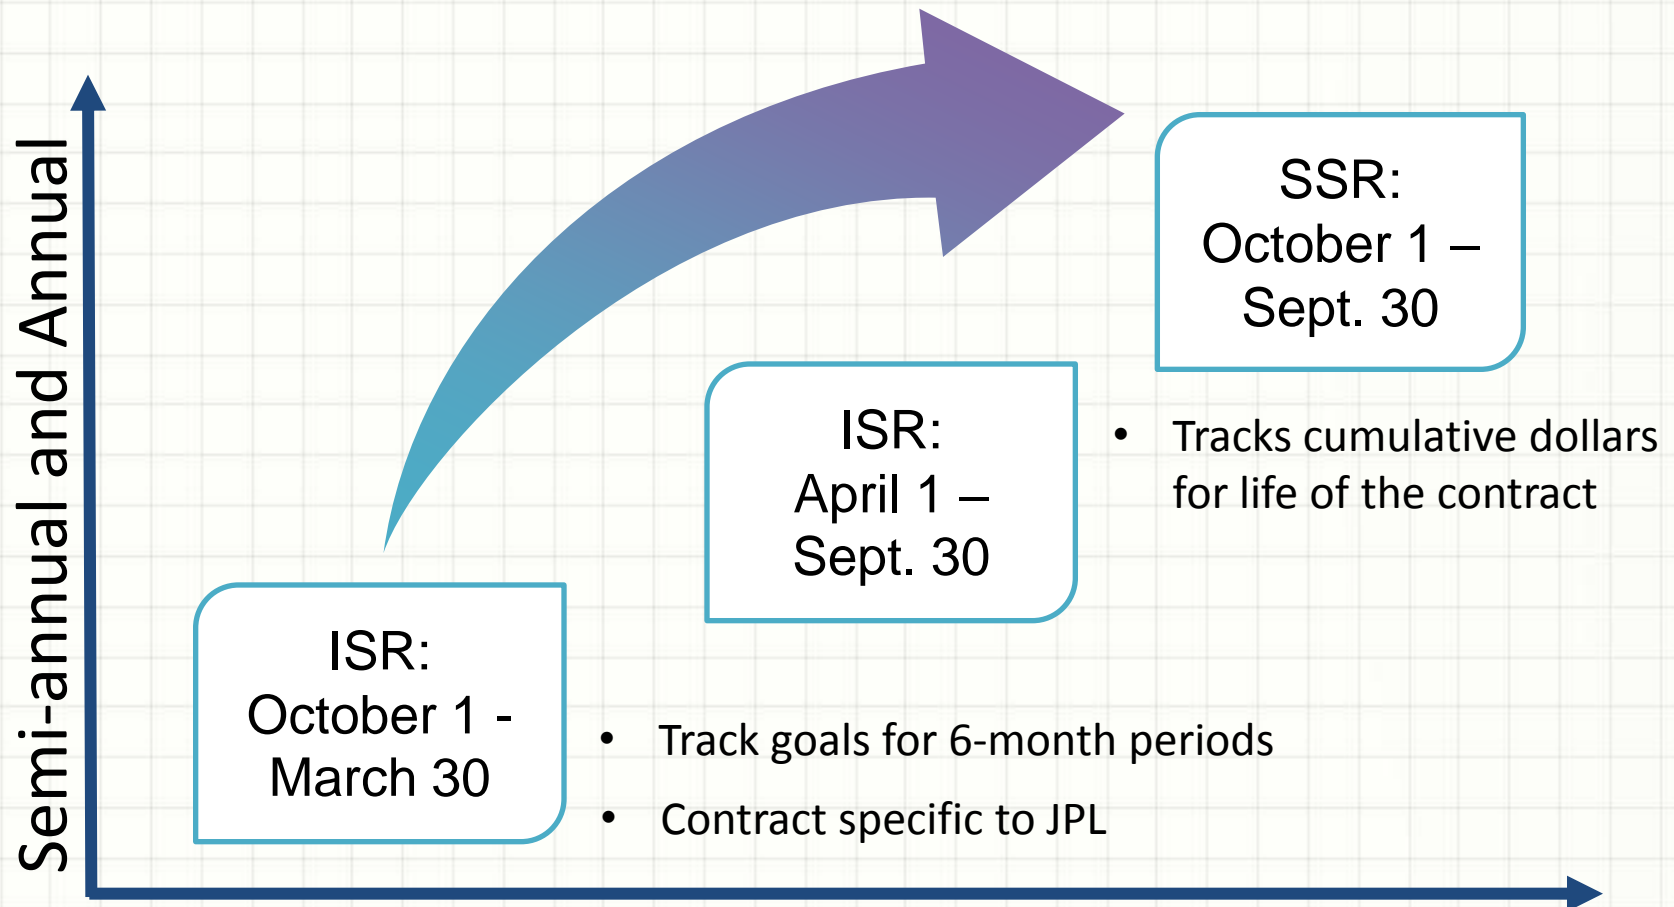 Semi-annual and Annual
ISR:
October 1 -
March 30
• Track goals for 6-month periods
• Contract specific to JPL
ISR:
April 1 –
Sept. 30
SSR:
October 1 –
Sept. 30
• Tracks cumulative dollars
for life of the contract